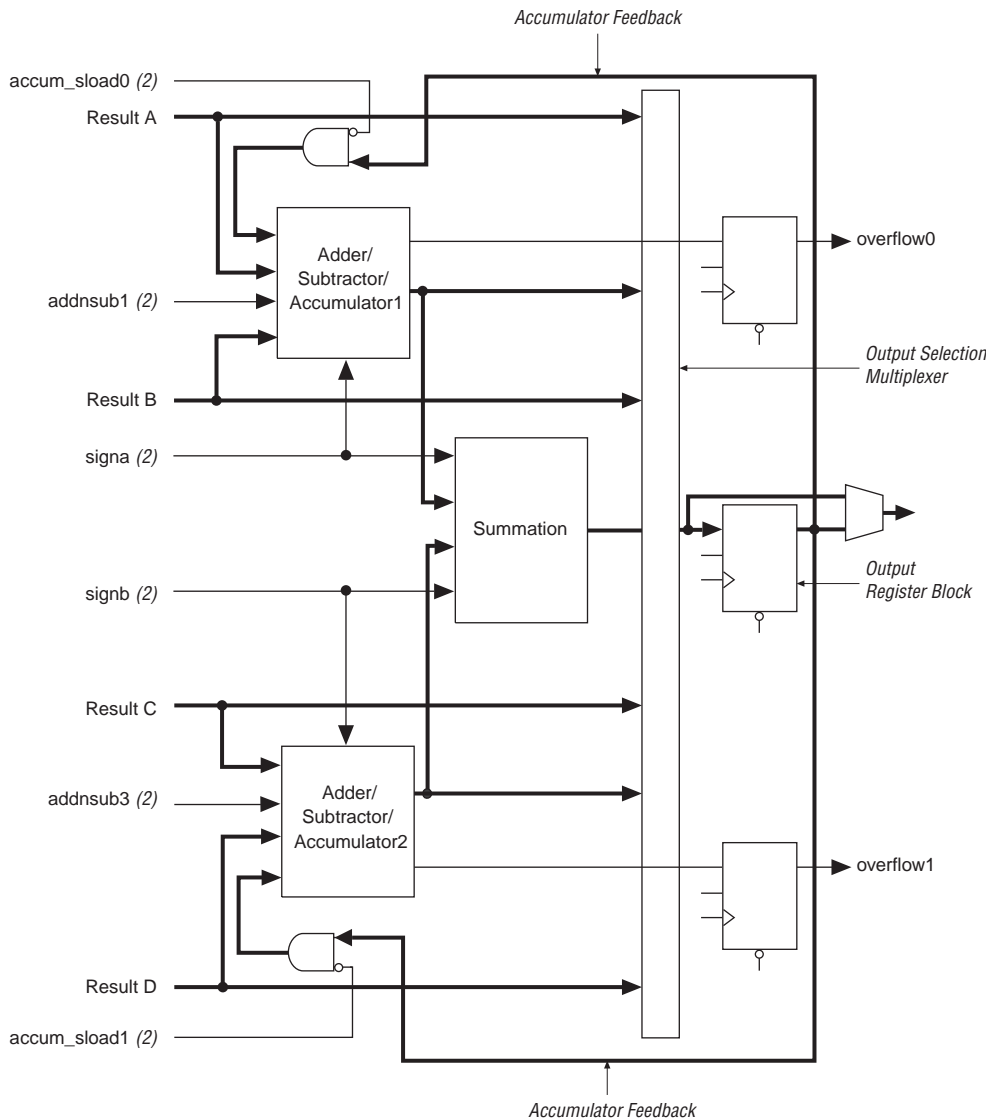 Accumulator Feedback
accum_sload0 (2)
Result A
Adder/
Subtractor/
Accumulator1
overflow0
addnsub1 (2)
Output Selection
Multiplexer
Result B
signa (2)
Summation
Output
Register Block
signb (2)
Result C
Adder/
Subtractor/
Accumulator2
addnsub3 (2)
overflow1
Result D
accum_sload1 (2)
Accumulator Feedback